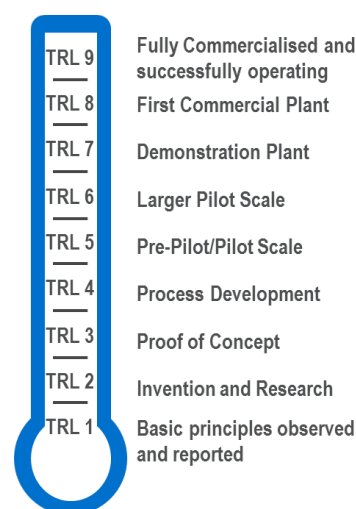 TRL 9 Fully Commercialised and
successfully operating
TRL 8 First Commercial Plant
TRL 7 Demonstration Plant
TRL 6 Larger Pilot Scale
TRL 5 Pre-Pilot/Pilot Scale
TRL 4 Process Development
TRL 3 Proof of Concept
TRL 2 Invention and Research
TRL 1 Basic principles observed
and reported